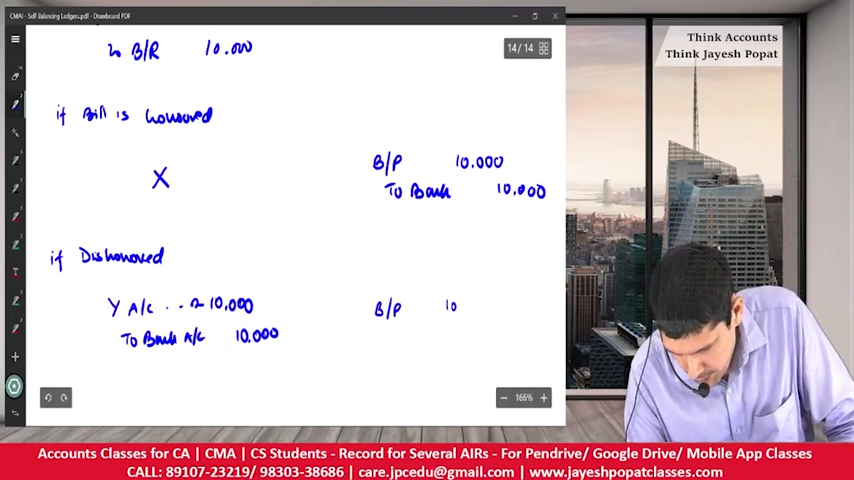 CMAI - Self Balancing Ledgers.pdf - Drawboard PDF
Think Accounts
Think Jayesh Popat
14/14
To B/R 10.000
if Bill is honoured
X
B/P 10.000
To Bank 10.000
if Dishonoured
Y A/c 10,000
To Bank A/c 10.000
B/P 10
166%
Accounts Classes for CA | CMA | CS Students - Record for Several AIRs - For Pendrive/ Google Drive/ Mobile App Classes
CALL: 89107-23219/ 98303-38686 | care.jpcedu@gmail.com | www.jayeshpopatclasses.com